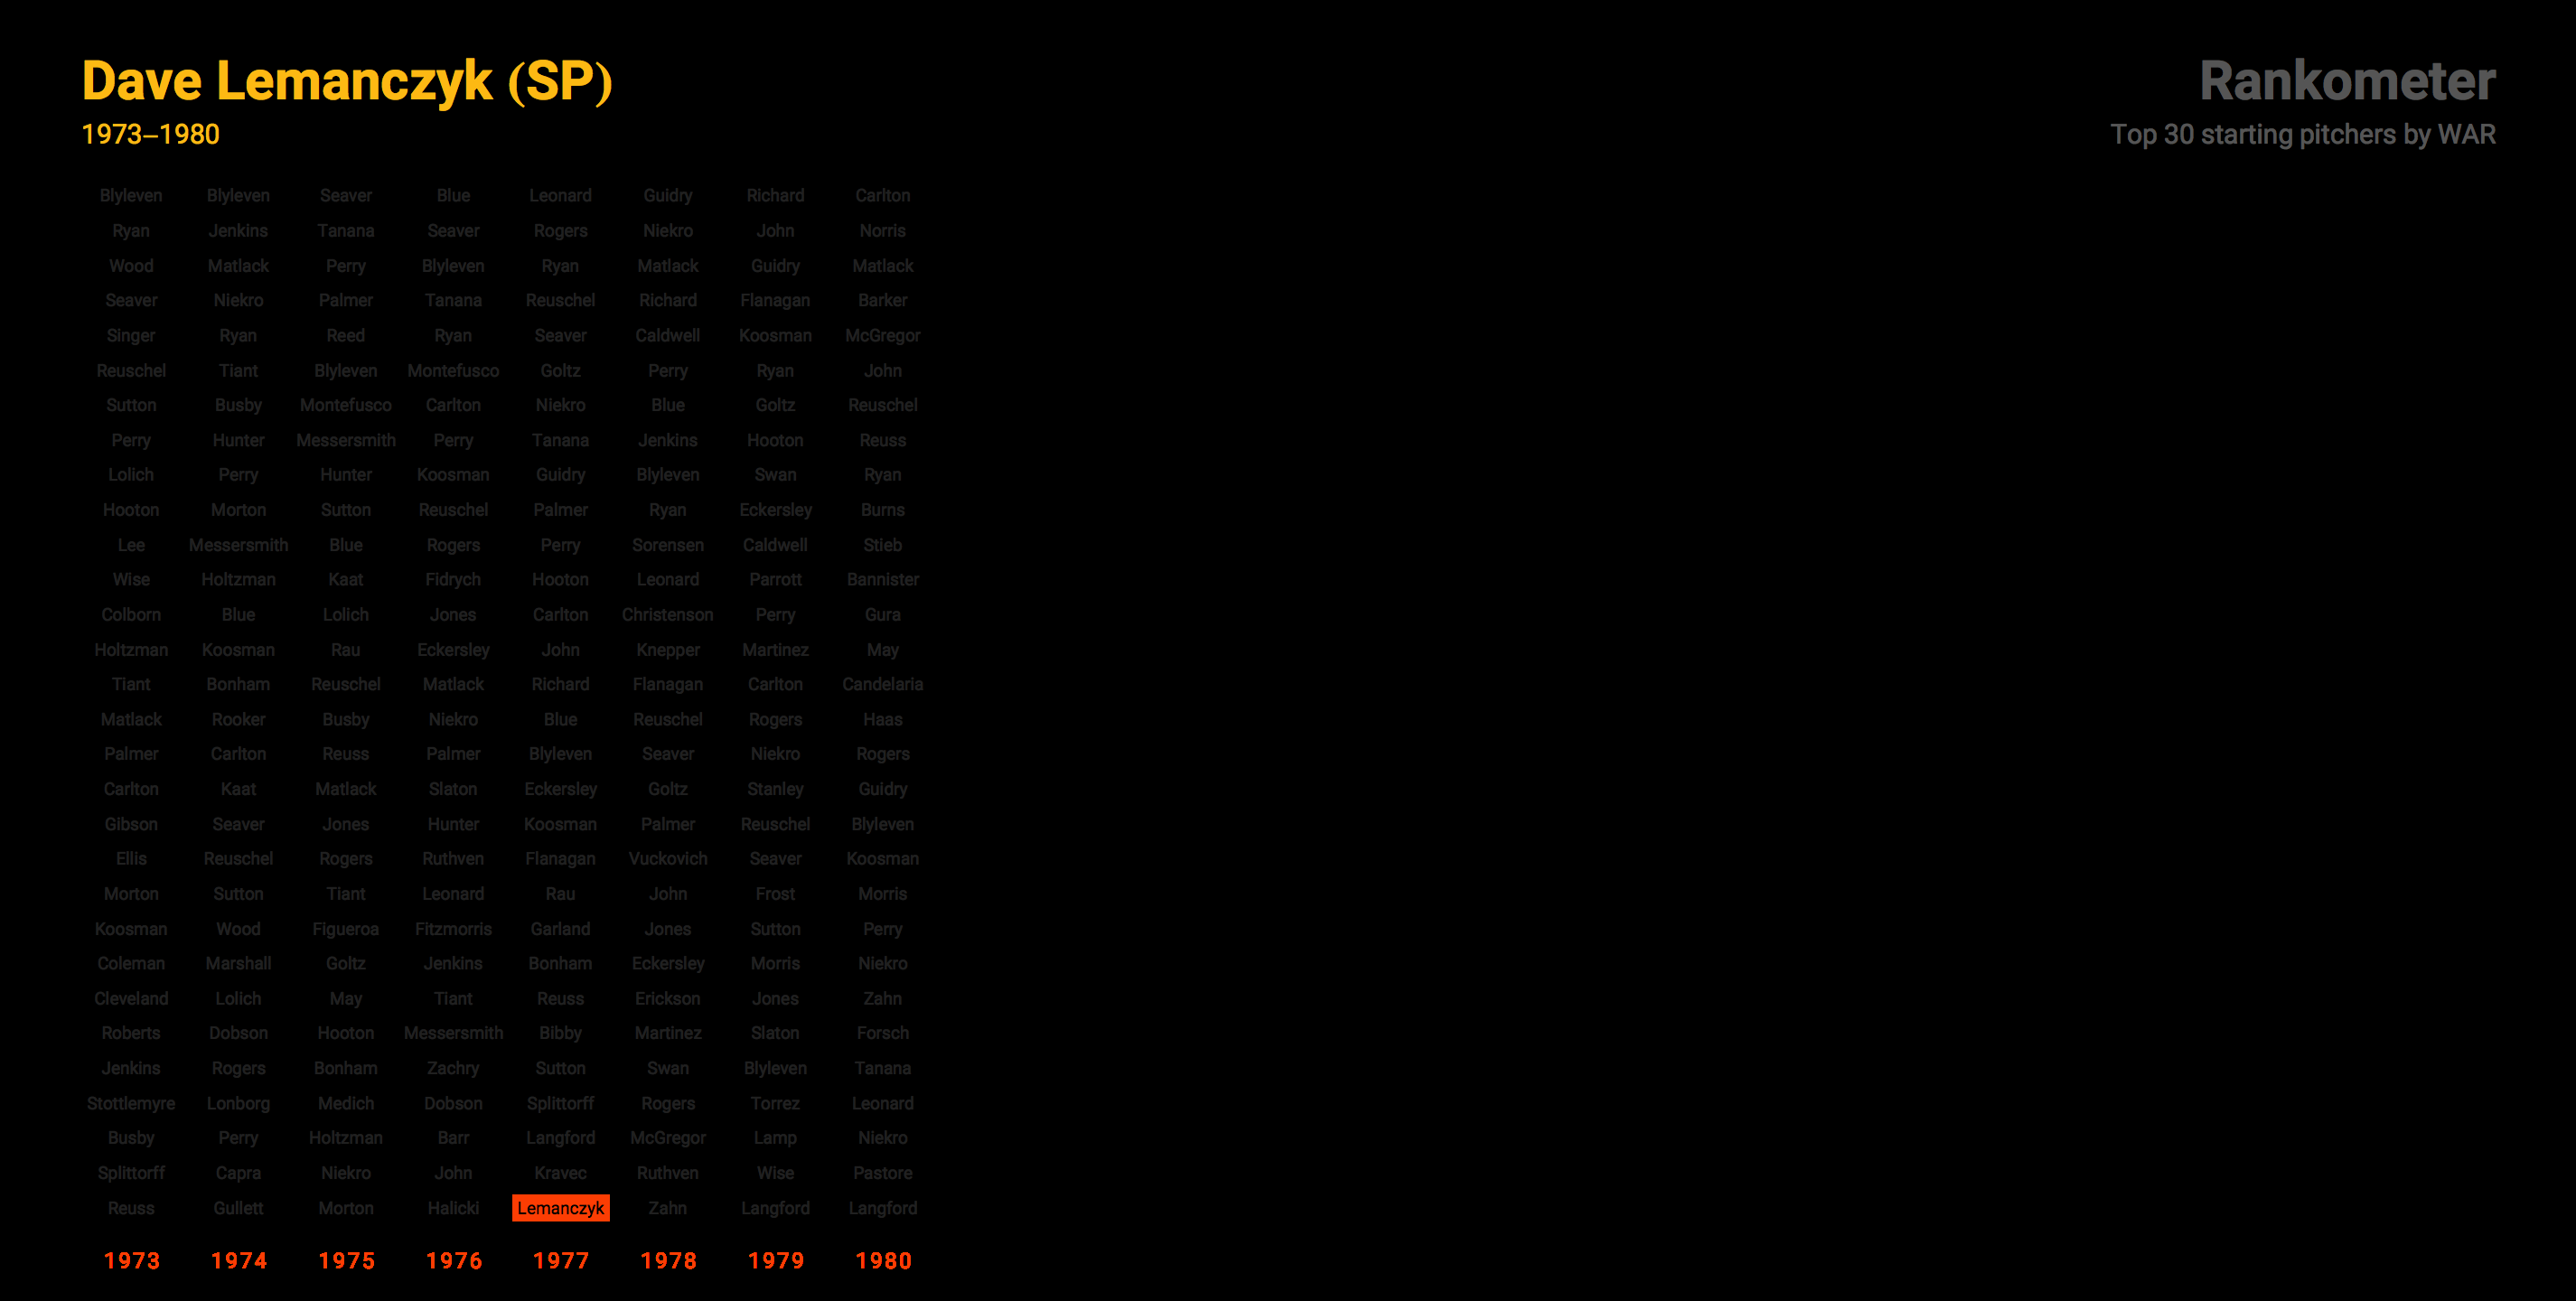 Dave Lemanczyk (SP)
1973–1980
Rankometer
Top 30 starting pitchers by WAR
Blyleven Blyleven Seaver Blue Leonard Guidry Richard Carlton
Ryan Jenkins Tanana Seaver Rogers Niekro John Norris
Wood Matlack Perry Blyleven Ryan Matlack Guidry Matlack
Seaver Niekro Palmer Tanana Reuschel Richard Flanagan Barker
Singer Ryan Reed Ryan Seaver Caldwell Koosman McGregor
Reuschel Tiant Blyleven Montefusco Goltz Perry Ryan John
Sutton Busby Montefusco Carlton Niekro Blue Goltz Reuschel
Perry Hunter Messersmith Perry Tanana Jenkins Hooton Reuss
Lolich Perry Hunter Koosman Guidry Blyleven Swan Ryan
Hooton Morton Sutton Reuschel Palmer Ryan Eckersley Burns
Lee Messersmith Blue Rogers Perry Sorensen Caldwell Stieb
Wise Holtzman Kaat Fidrych Hooton Leonard Parrott Bannister
Colborn Blue Lolich Jones Carlton Christenson Perry Gura
Holtzman Koosman Rau Eckersley John Knepper Martinez May
Tiant Bonham Reuschel Matlack Richard Flanagan Carlton Candelaria
Matlack Rooker Busby Niekro Blue Reuschel Rogers Haas
Palmer Carlton Reuss Palmer Blyleven Seaver Niekro Rogers
Carlton Kaat Matlack Slaton Eckersley Goltz Stanley Guidry
Gibson Seaver Jones Hunter Koosman Palmer Reuschel Blyleven
Ellis Reuschel Rogers Ruthven Flanagan Vuckovich Seaver Koosman
Morton Sutton Tiant Leonard Rau John Frost Morris
Koosman Wood Figueroa Fitzmorris Garland Jones Sutton Perry
Coleman Marshall Goltz Jenkins Bonham Eckersley Morris Niekro
Cleveland Lolich May Tiant Reuss Erickson Jones Zahn
Roberts Dobson Hooton Messersmith Bibby Martinez Slaton Forsch
Jenkins Rogers Bonham Zachry Sutton Swan Blyleven Tanana
Stottlemyre Lonborg Medich Dobson Splittorff Rogers Torrez Leonard
Busby Perry Holtzman Barr Langford McGregor Lamp Niekro
Splittorff Capra Niekro John Kravec Ruthven Wise Pastore
Reuss Gullett Morton Halicki Lemanczyk Zahn Langford Langford
1973 1974 1975 1976 1977 1978 1979 1980